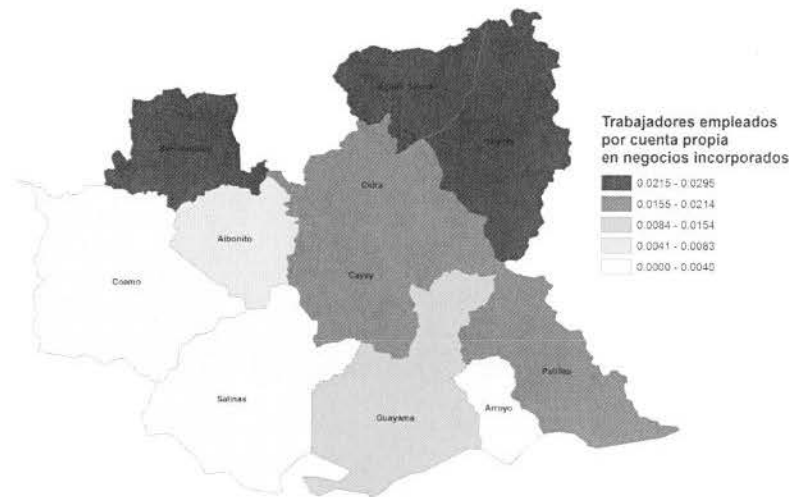 Trabajadores empleados
por cuenta propia
en negocios incorporados
0.0215 - 0.0295
0.0155 - 0.0214
0.0084 - 0.0154
0.0041 - 0.0083
0.0000 - 0.0040
Cidra
Aibonito
Coamo
Cayey
Salinas
Guayama
Arroyo
Patillas